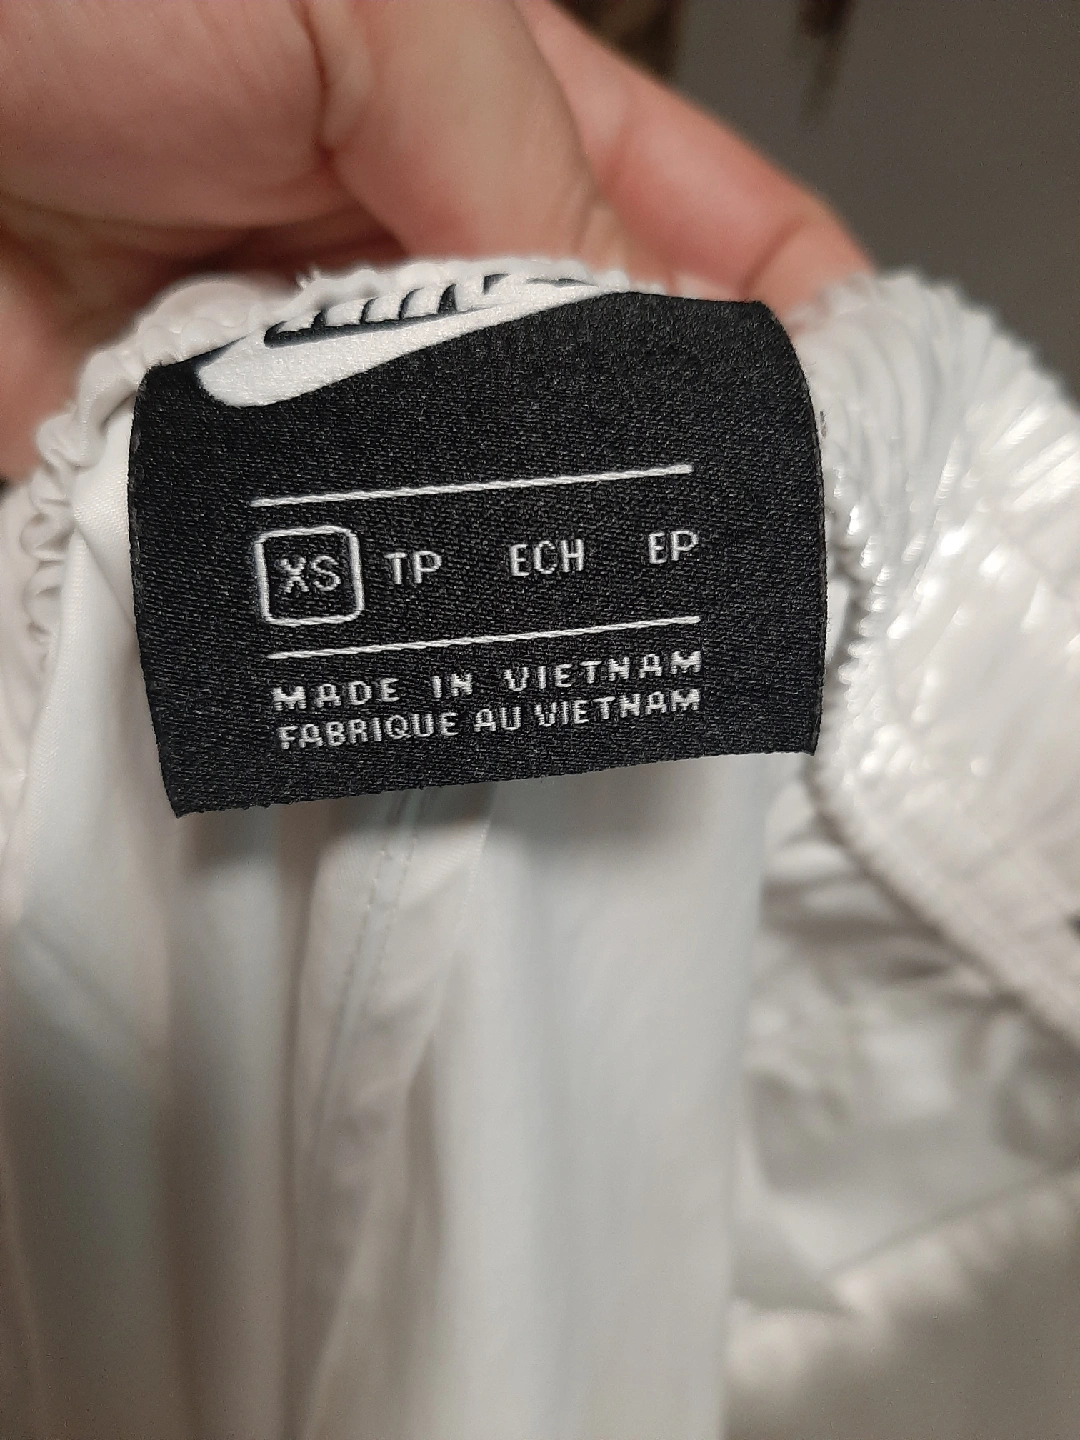 XS TP ECH EP
MADE IN VIETNAM
FABRIQUE AU VIETNAM